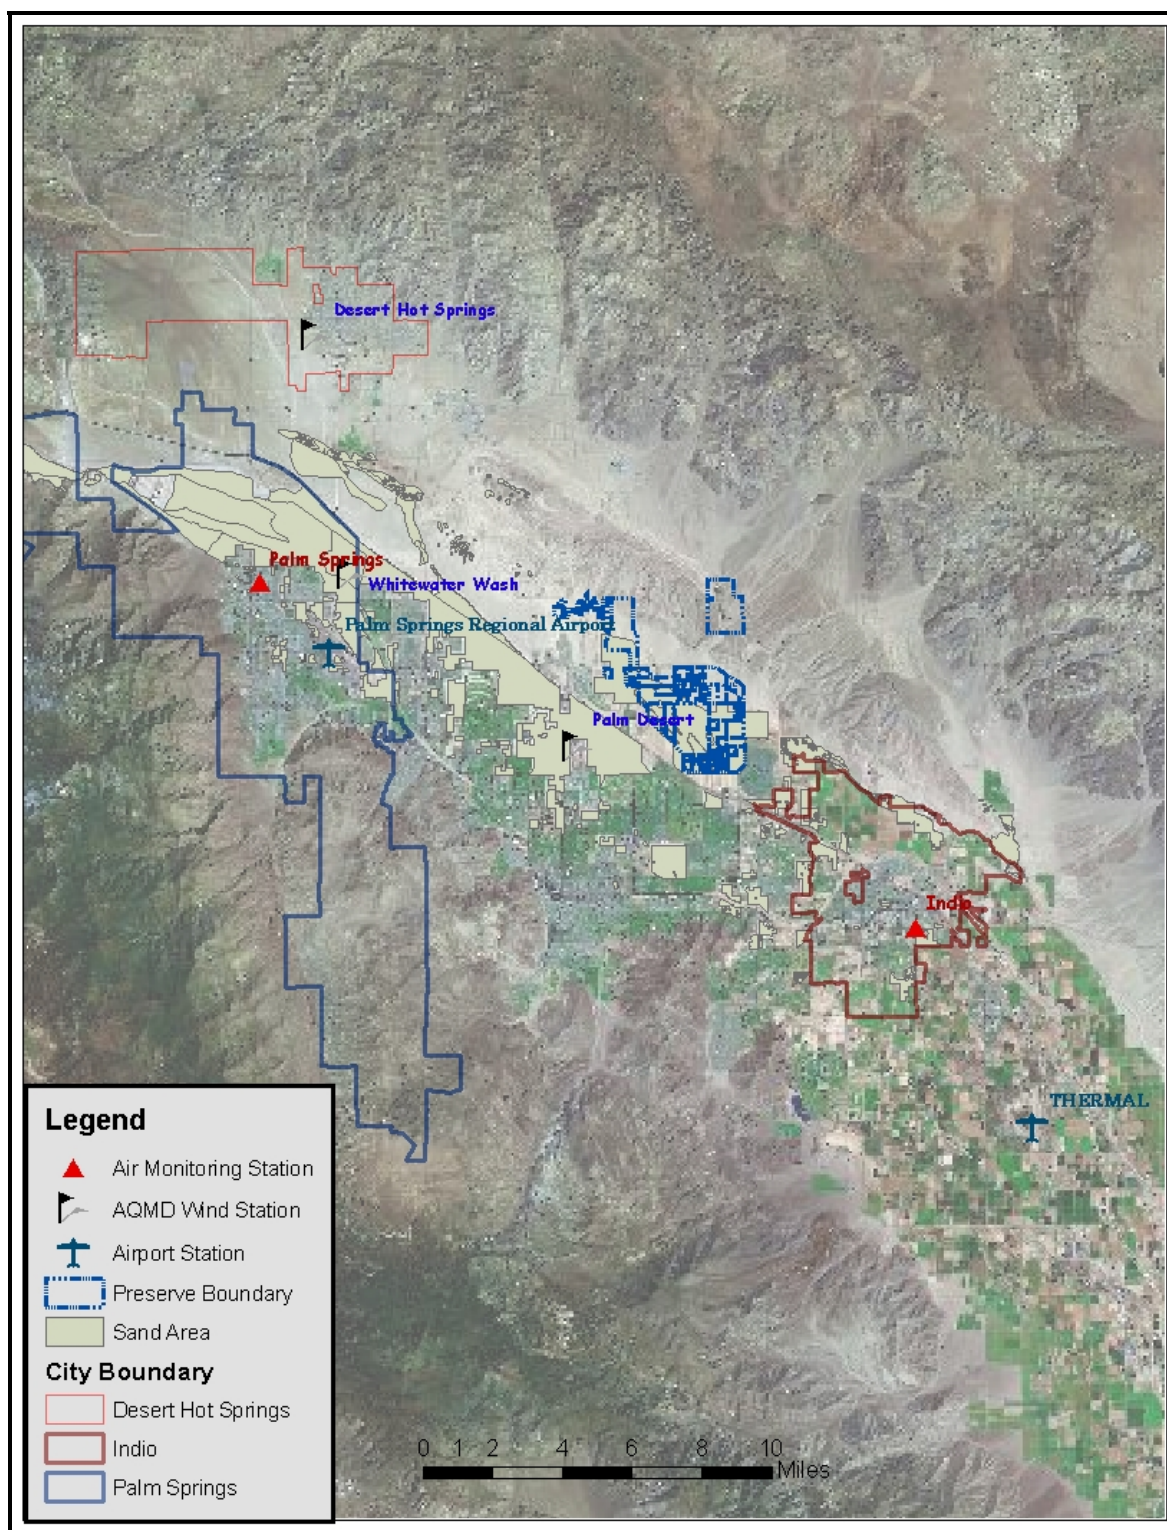 Desert Hot Springs
Palm Springs
Whitewater Wash
Palm Springs Regional Airport
Palm Desert
Indio
THERMAL
Legend
Air Monitoring Station
AQMD Wind Station
Airport Station
Preserve Boundary
Sand Area
City Boundary
Desert Hot Springs
Indio
Palm Springs
0 1 2 4 6 8 10
Miles